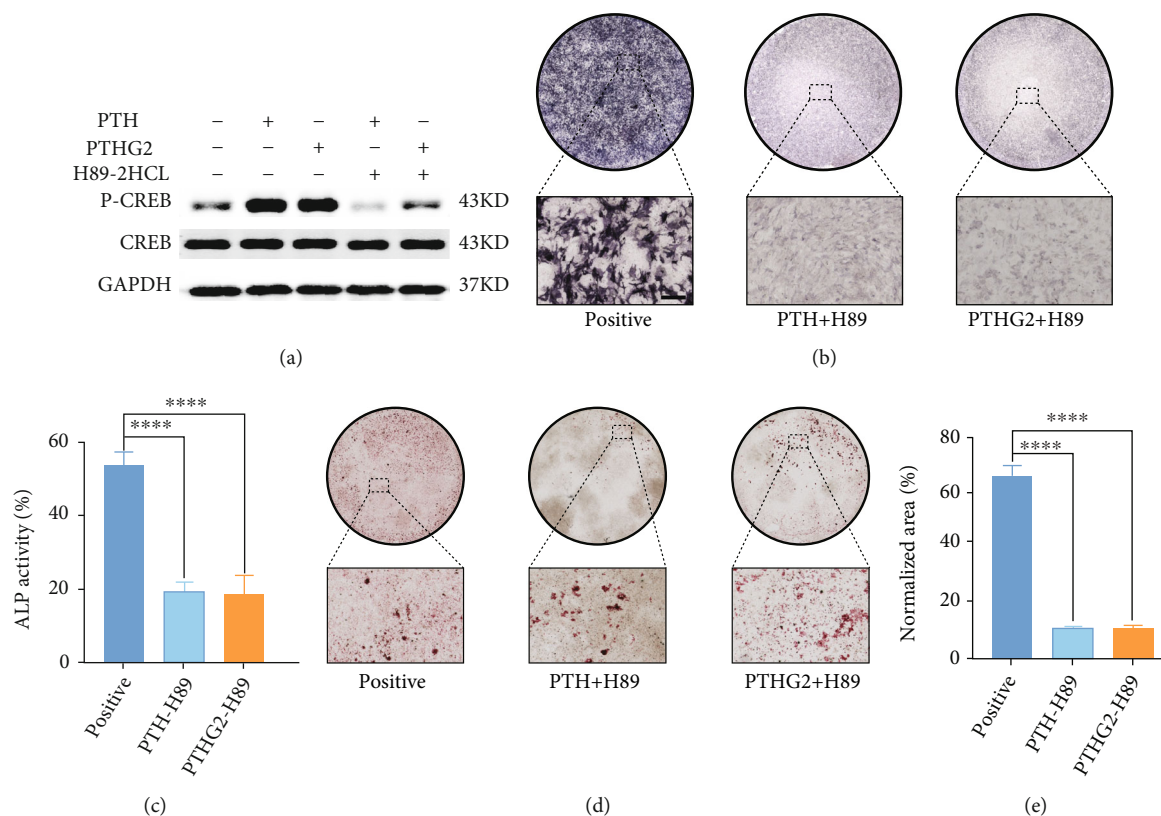 PTH − + − + −
PTHG2 − − + − +
H89-2HCL − − − + +
P-CREB 43KD
CREB 43KD
GAPDH 37KD
(a)
Positive PTH+H89 PTHG2+H89
(b)
ALP activity (%)
60
40
20
0
****
****
Positive
PTH-H89
PTHG2-H89
(c)
Positive PTH+H89 PTHG2+H89
(d)
Normalized area (%)
80
60
40
20
0
****
****
Positive
PTH-H89
PTHG2-H89
(e)